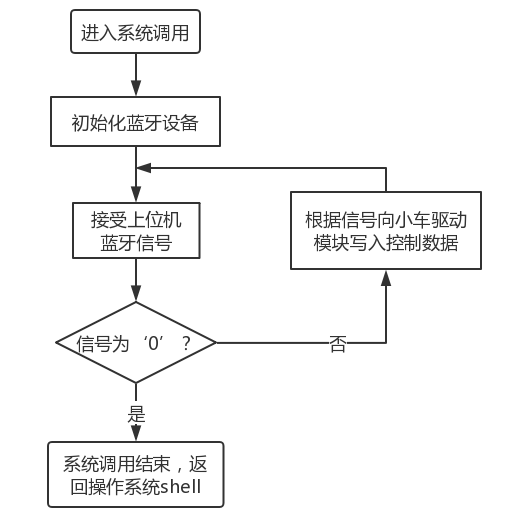 进入系统调用
初始化蓝牙设备
接受上位机
蓝牙信号
根据信号向小车驱动
模块写入控制数据
信号为‘0’？
否
是
系统调用结束，返
回操作系统shell